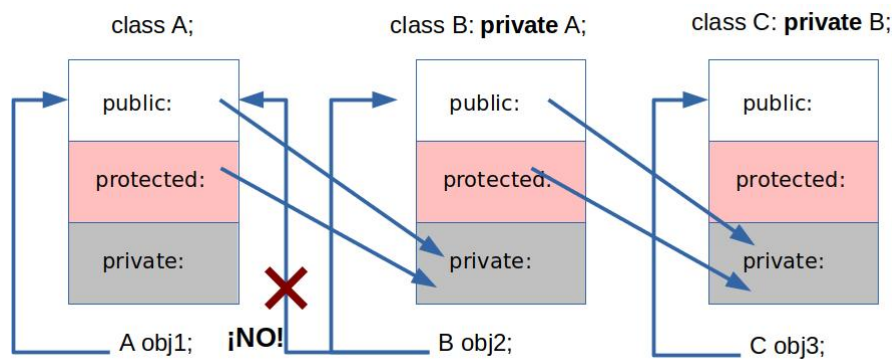 class A;
class B: private A;
class C: private B;
public:
public:
public:
protected:
protected:
protected:
private:
private:
private:
A obj1;
¡NO!
B obj2;
C obj3;